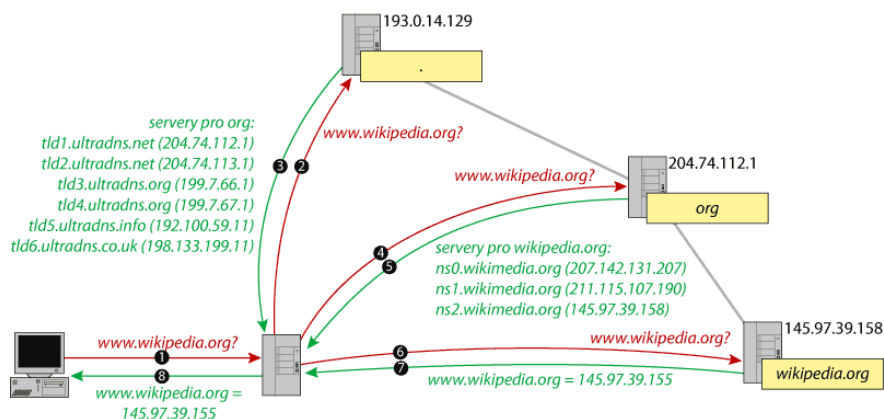 193.0.14.129
.
servery pro org:
tld1.ultradns.net (204.74.112.1)
tld2.ultradns.net (204.74.113.1)
tld3.ultradns.org (199.7.66.1)
tld4.ultradns.org (199.7.67.1)
tld5.ultradns.info (192.100.59.11)
tld6.ultradns.co.uk (198.133.199.11)
3
2
www.wikipedia.org?
204.74.112.1
org
www.wikipedia.org?
4
5
servery pro wikipedia.org:
ns0.wikimedia.org (207.142.131.207)
ns1.wikimedia.org (211.115.107.190)
ns2.wikimedia.org (145.97.39.158)
www.wikipedia.org?
1
8
www.wikipedia.org =
145.97.39.155
www.wikipedia.org?
6
7
www.wikipedia.org = 145.97.39.155
145.97.39.158
wikipedia.org